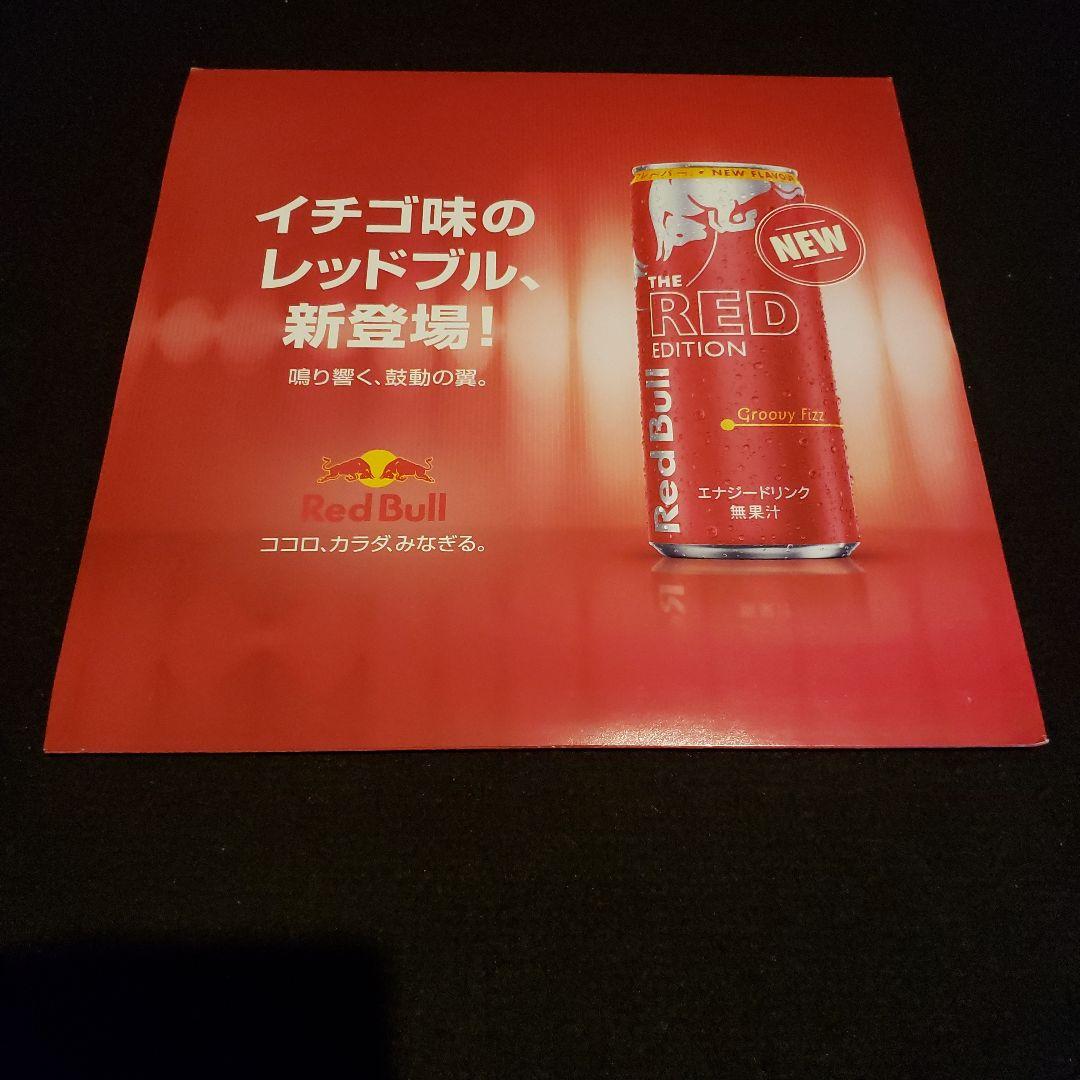 イチゴ味の
レッドブル、
新登場!
鳴り響く、鼓動の翼。
Red Bull
ココロ、カラダ、みなぎる。
NEW FLAVOUR
NEW
THE
RED
EDITION
Red Bull
Groovy Fizz
エナジードリンク
無果汁